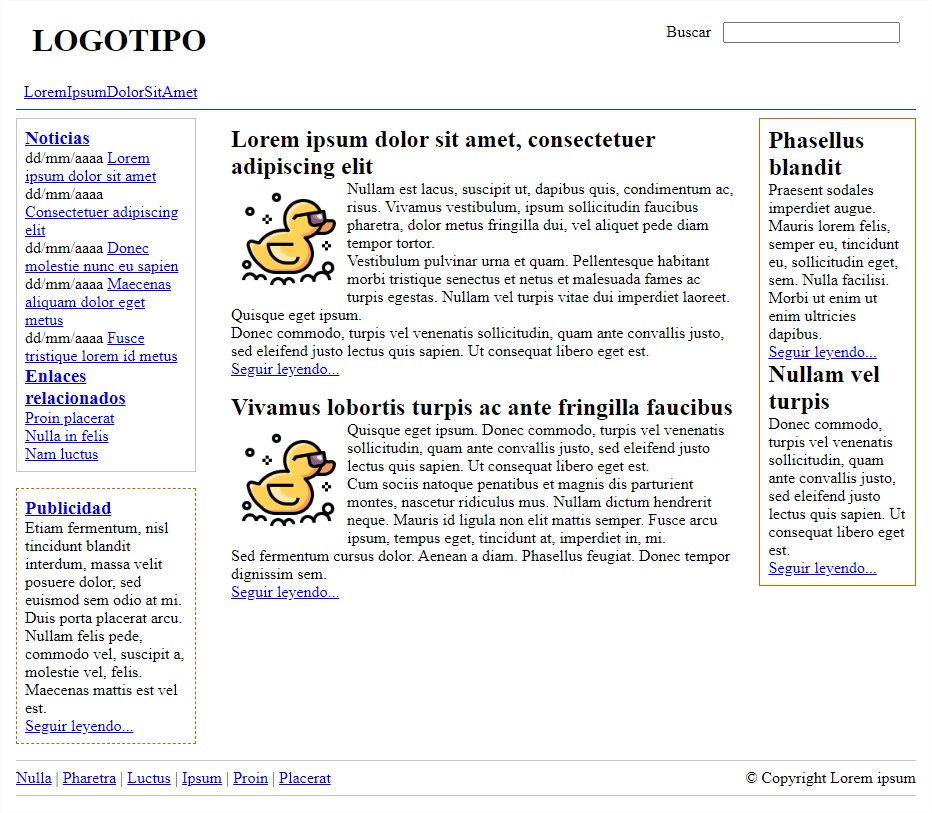 LOGOTIPO
Buscar
LoremIpsumDolorSitAmet
Noticias
dd/mm/aaaa Lorem
ipsum dolor sit amet
dd/mm/aaaa
Consectetuer adipiscing
elit
dd/mm/aaaa Donec
molestie nunc eu sapien
dd/mm/aaaa Maecenas
aliquam dolor eget
metus
dd/mm/aaaa Fusce
tristique lorem id metus
Enlaces
relacionados
Proin placerat
Nulla in felis
Nam luctus
Publicidad
Etiam fermentum, nisl
tincidunt blandit
interdum, massa velit
posuere dolor, sed
euismod sem odio at mi.
Duis porta placerat arcu.
Nullam felis pede,
commodo vel, suscipit a,
molestie vel, felis.
Maecenas mattis est vel
est.
Seguir leyendo...
Lorem ipsum dolor sit amet, consectetuer
adipiscing elit
Nullam est lacus, suscipit ut, dapibus quis, condimentum ac,
risus. Vivamus vestibulum, ipsum sollicitudin faucibus
pharetra, dolor metus fringilla dui, vel aliquet pede diam
tempor tortor.
Vestibulum pulvinar urna et quam. Pellentesque habitant
morbi tristique senectus et netus et malesuada fames ac
turpis egestas. Nullam vel turpis vitae dui imperdiet laoreet.
Quisque eget ipsum.
Donec commodo, turpis vel venenatis sollicitudin, quam ante convallis justo,
sed eleifend justo lectus quis sapien. Ut consequat libero eget est.
Seguir leyendo...
Vivamus lobortis turpis ac ante fringilla faucibus
Quisque eget ipsum. Donec commodo, turpis vel venenatis
sollicitudin, quam ante convallis justo, sed eleifend justo
lectus quis sapien. Ut consequat libero eget est.
Cum sociis natoque penatibus et magnis dis parturient
montes, nascetur ridiculus mus. Nullam dictum hendrerit
neque. Mauris id ligula non elit mattis semper. Fusce arcu
ipsum, tempus eget, tincidunt at, imperdiet in, mi.
Sed fermentum cursus dolor. Aenean a diam. Phasellus feugiat. Donec tempor
dignissim sem.
Seguir leyendo...
Phasellus
blandit
Praesent sodales
imperdiet augue.
Mauris lorem felis,
semper eu, tincidunt
eu, sollicitudin eget,
sem. Nulla facilisi.
Morbi ut enim ut
enim ultricies
dapibus.
Seguir leyendo...
Nullam vel
turpis
Donec commodo,
turpis vel venenatis
sollicitudin, quam
ante convallis justo,
sed eleifend justo
lectus quis sapien. Ut
consequat libero eget
est.
Seguir leyendo...
Nulla | Pharetra | Luctus | Ipsum | Proin | Placerat
© Copyright Lorem ipsum